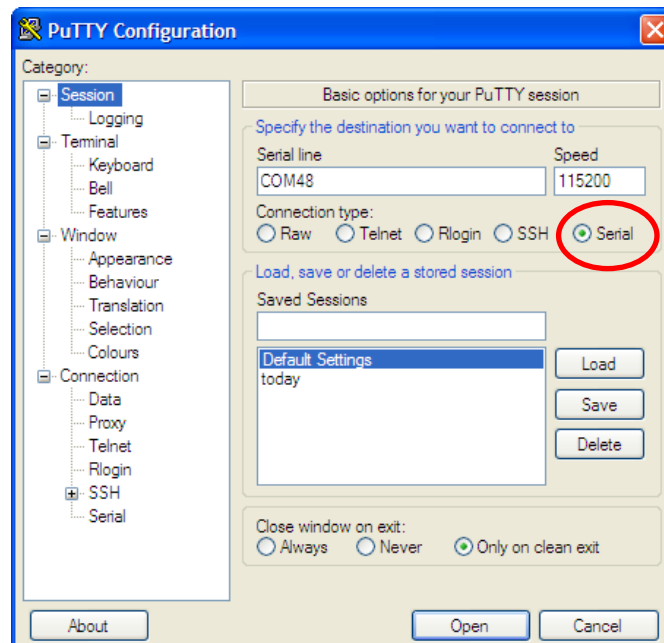 PuTTY Configuration
Category:
Session
Logging
Terminal
Keyboard
Bell
Features
Window
Appearance
Behaviour
Translation
Selection
Colours
Connection
Data
Proxy
Telnet
Rlogin
SSH
Serial
Basic options for your PuTTY session
Specify the destination you want to connect to
Serial line Speed
COM48 115200
Connection type:
Raw Telnet Rlogin SSH Serial
Load, save or delete a stored session
Saved Sessions
Default Settings
today
Load
Save
Delete
Close window on exit:
Always Never Only on clean exit
About Open Cancel